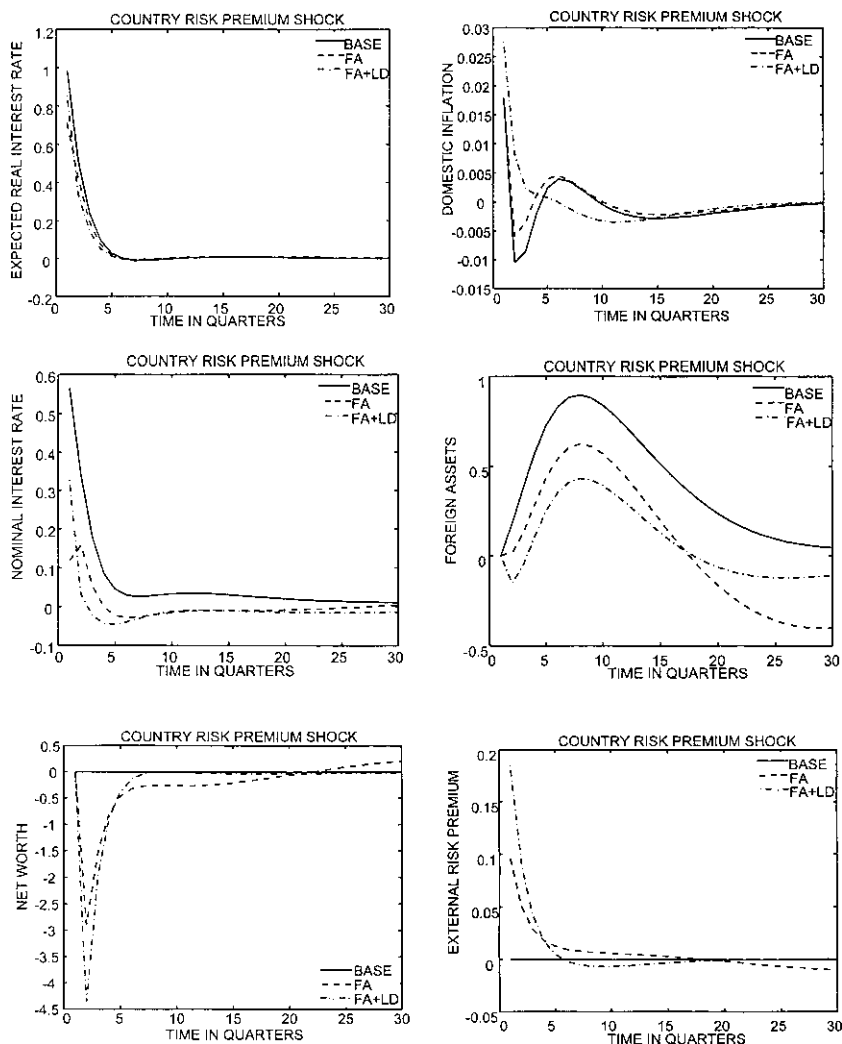 COUNTRY RISK PREMIUM SHOCK
EXPECTED REAL INTEREST RATE
1.2
1
0.8
0.6
0.4
0.2
0
-0.2
BASE
FA
FA+LD
0 5 10 15 20 25 30
TIME IN QUARTERS
COUNTRY RISK PREMIUM SHOCK
DOMESTIC INFLATION
0.03
0.025
0.02
0.015
0.01
0.005
0
-0.005
-0.01
-0.015
BASE
FA
FA+LD
0 5 10 15 20 25 30
TIME IN QUARTERS
COUNTRY RISK PREMIUM SHOCK
NOMINAL INTEREST RATE
0.6
0.5
0.4
0.3
0.2
0.1
0
-0.1
BASE
FA
FA+LD
0 5 10 15 20 25 30
TIME IN QUARTERS
COUNTRY RISK PREMIUM SHOCK
FOREIGN ASSETS
1
0.5
0
-0.5
BASE
FA
FA+LD
0 5 10 15 20 25 30
TIME IN QUARTERS
COUNTRY RISK PREMIUM SHOCK
NET WORTH
0.5
0
-0.5
-1
-1.5
-2
-2.5
-3
-3.5
-4
-4.5
BASE
FA
FA+LD
0 5 10 15 20 25 30
TIME IN QUARTERS
COUNTRY RISK PREMIUM SHOCK
EXTERNAL RISK PREMIUM
0.2
0.15
0.1
0.05
0
-0.05
BASE
FA
FA+LD
0 5 10 15 20 25 30
TIME IN QUARTERS